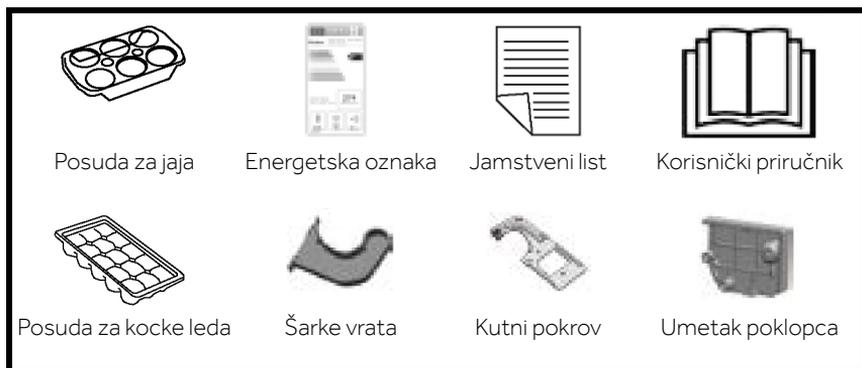 Posuda za jaja
Energetska oznaka
Jamstveni list
Korisnički priručnik
Posuda za kocke leda
Šarke vrata
Kutni pokrov
Umetak poklopca